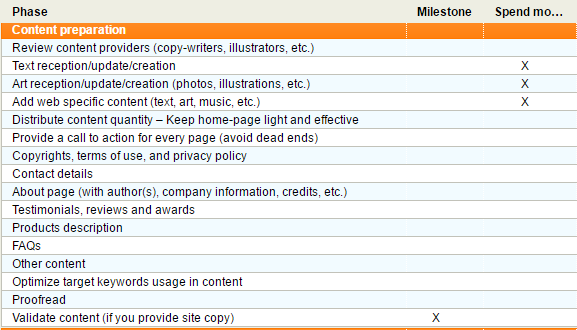 Phase Milestone Spend mo…
Content preparation
Review content providers (copy-writers, illustrators, etc.)
Text reception/update/creation X
Art reception/update/creation (photos, illustrations, etc.) X
Add web specific content (text, art, music, etc.) X
Distribute content quantity – Keep home-page light and effective
Provide a call to action for every page (avoid dead ends)
Copyrights, terms of use, and privacy policy
Contact details
About page (with author(s), company information, credits, etc.)
Testimonials, reviews and awards
Products description
FAQs
Other content
Optimize target keywords usage in content
Proofread
Validate content (if you provide site copy) X